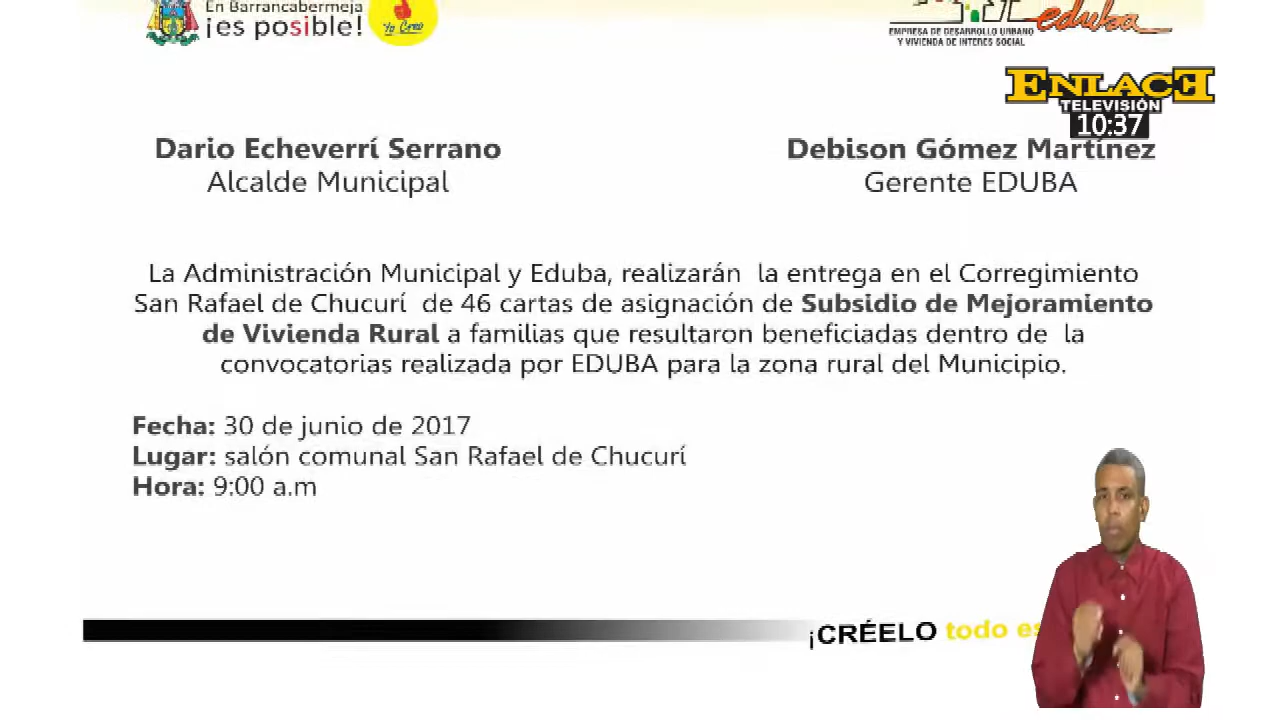 En Barrancabermeja
¡es posible!
Yo Creo
EMPRESA DE DESARROLLO URBANO
Y VIVIENDA DE INTERES SOCIAL
eduba
ENLACE
TELEVISIÓN
10:37
Dario Echeverrí Serrano
Alcalde Municipal
Debison Gómez Martínez
Gerente EDUBA
La Administración Municipal y Eduba, realizarán la entrega en el Corregimiento
San Rafael de Chucurí de 46 cartas de asignación de Subsidio de Mejoramiento
de Vivienda Rural a familias que resultaron beneficiadas dentro de la
convocatorias realizada por EDUBA para la zona rural del Municipio.
Fecha: 30 de junio de 2017
Lugar: salón comunal San Rafael de Chucurí
Hora: 9:00 a.m
¡CRÉELO todo es